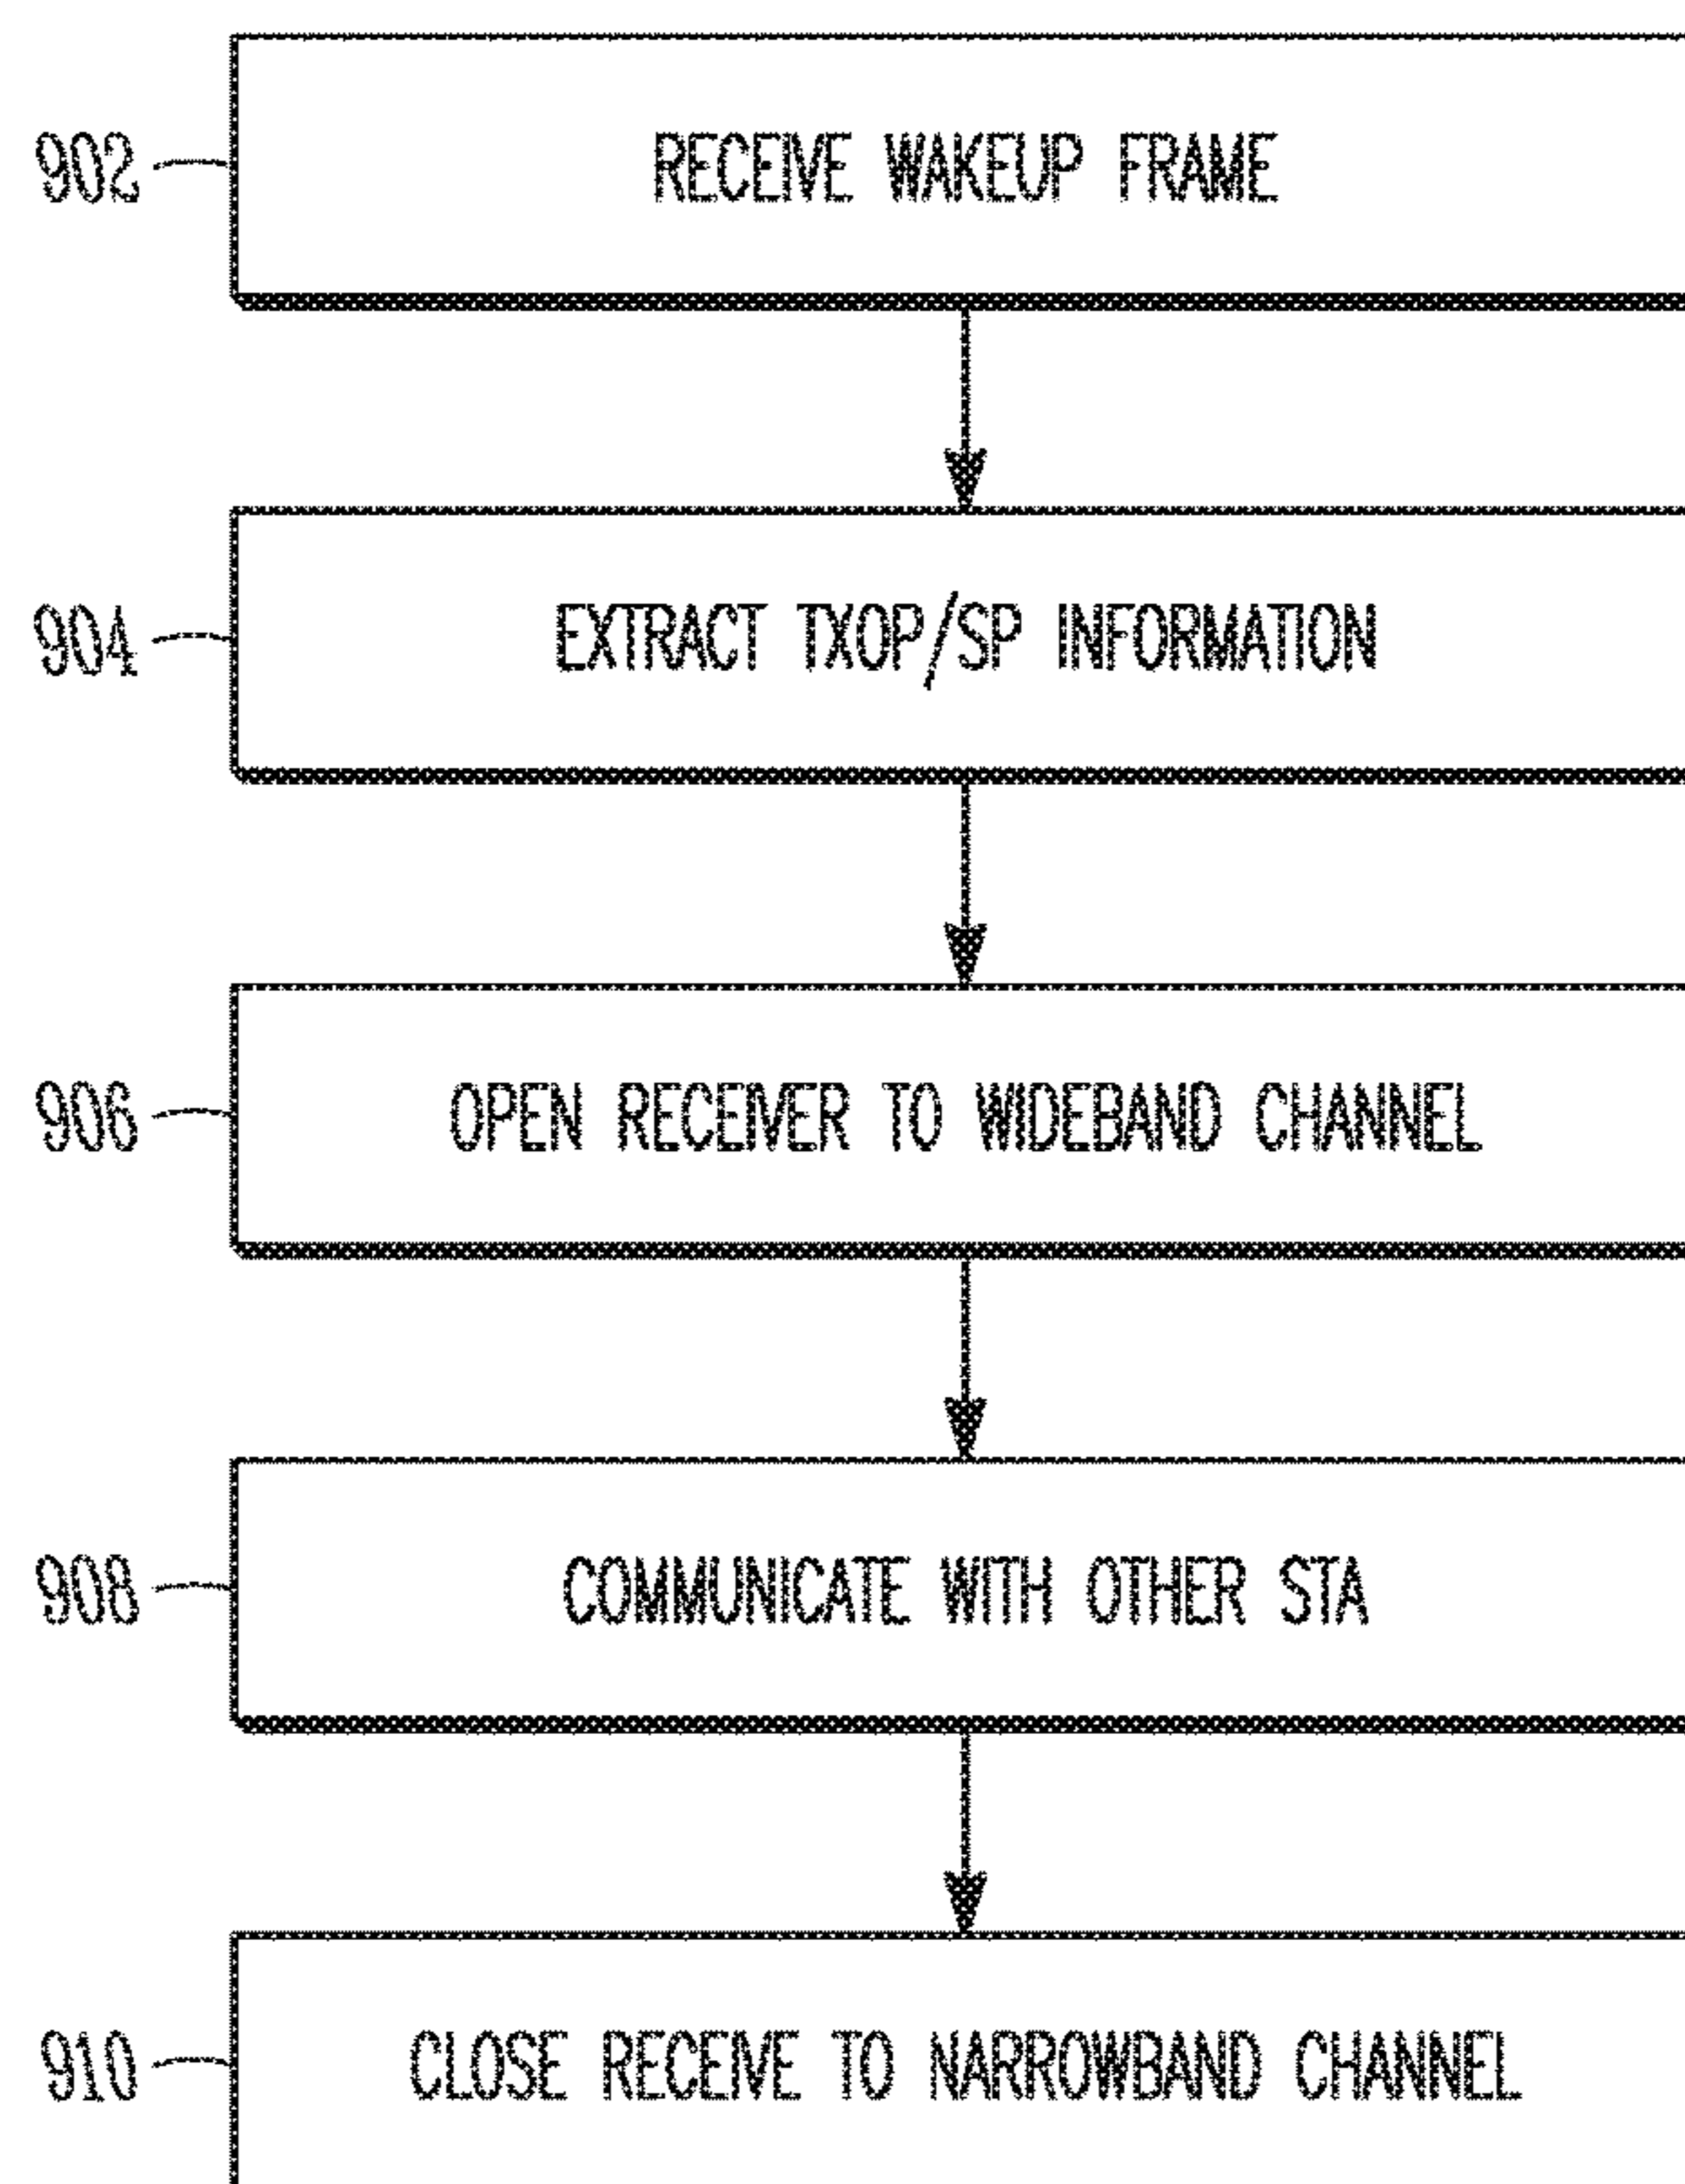 902 RECEIVE WAKEUP FRAME
904 EXTRACT TXOP/SP INFORMATION
906 OPEN RECEIVER TO WIDEBAND CHANNEL
908 COMMUNICATE WITH OTHER STA
910 CLOSE RECEIVE TO NARROWBAND CHANNEL